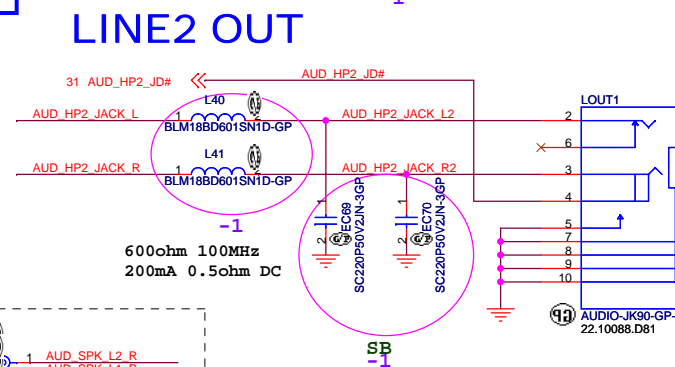 -1
LINE2 OUT
31 AUD_HP2_JD#
AUD_HP2_JD#
LOUT1
L40
AUD_HP2_JACK_L
1
2
AUD_HP2_JACK_L2
2
BLM18BD601SN1D-GP
6
L41
AUD_HP2_JACK_R
1
2
AUD_HP2_JACK_R2
3
BLM18BD601SN1D-GP
4
-1
1
1
EC69
SC220P50V2JN-3GP
EC70
SC220P50V2JN-3GP
2
2
5
7
8
9
10
600ohm 100MHz
200mA 0.5ohm DC
AUDIO-JK90-GP-
22.10088.D81
SB
-1
1
AUD_SPK_L2_R